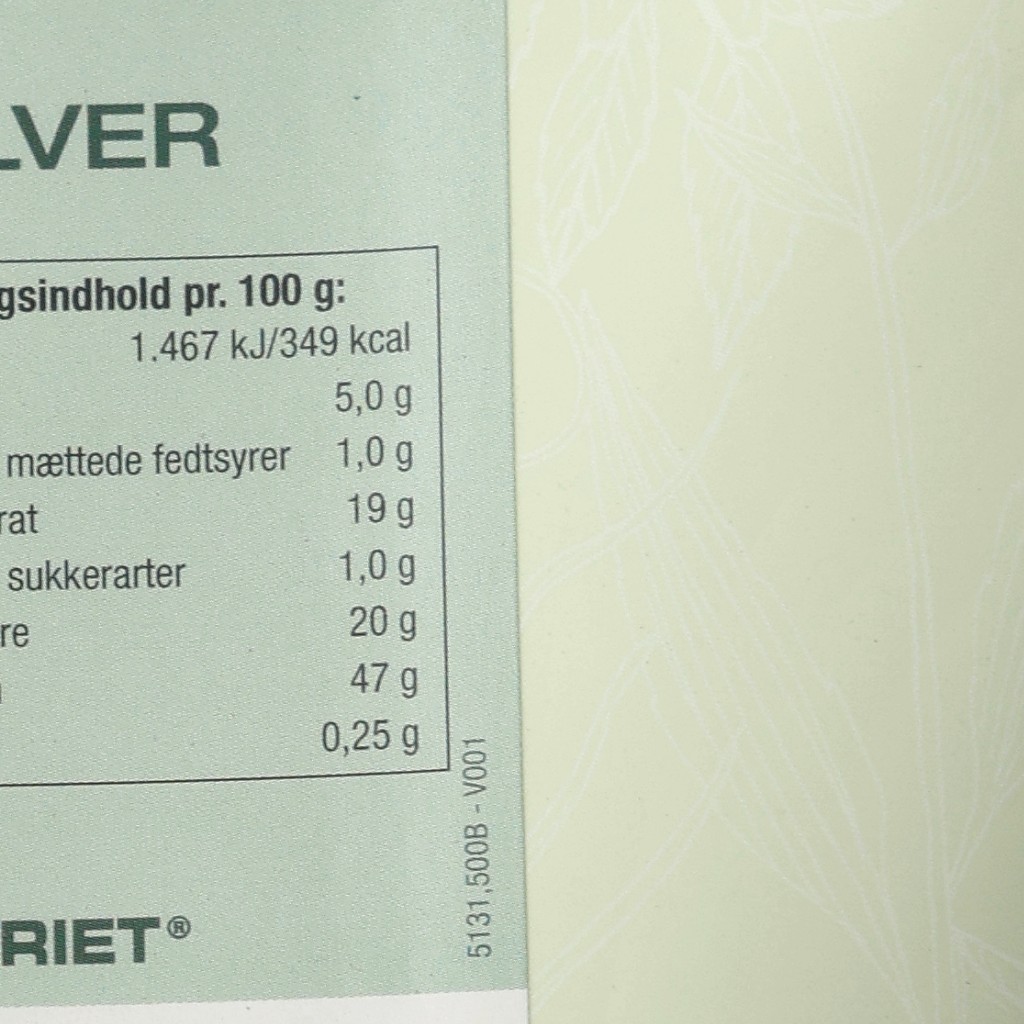 LVER
gsindhold pr. 100 g:
1.467 kJ/349 kcal
5,0 g
mættede fedtsyrer 1,0 g
rat 19 g
sukkerarter 1,0 g
re 20 g
47 g
0,25 g
5131,500B - V001
RIET®